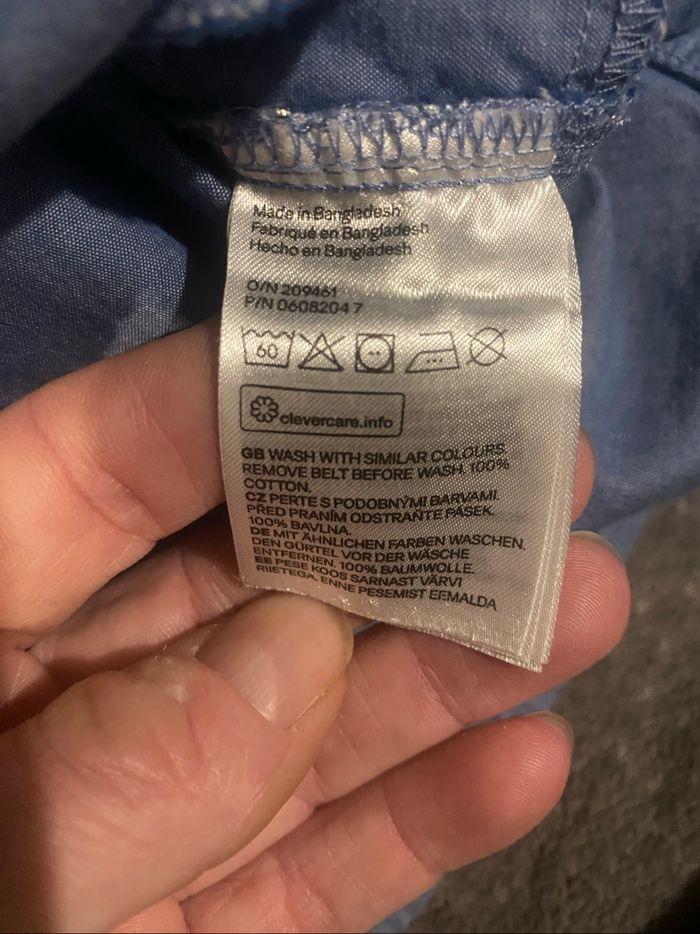 Made in Bangladesh
Fabriqué en Bangladesh
Hecho en Bangladesh
O/N 209461
P/N 06082047
60
clevercare.info
GB WASH WITH SIMILAR COLOURS.
REMOVE BELT BEFORE WASH. 100%
COTTON.
CZ PERTE S PODOBNÝMI BARVAMI.
PŘED PRANÍM ODSTRAŇTE PÁSEK.
100% BAVLNA.
DE MIT ÄHNLICHEN FARBEN WASCHEN.
DEN GÜRTEL VOR DER WÄSCHE
ENTFERNEN. 100% BAUMWOLLE.
EE PESE KOOS SARNAST VÄRVI
RIIETEGA. ENNE PESEMIST EEMALDA